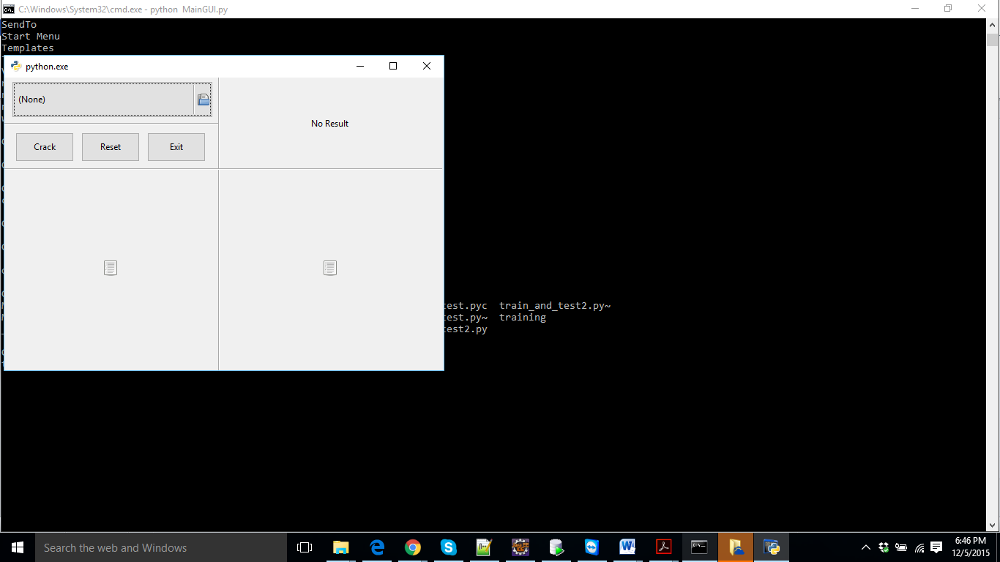 C:\Windows\System32\cmd.exe - python  MainGUI.py
SendTo
Start Menu
Templates
python.exe
(None)
No Result
Crack
Reset
Exit
test.pyc  train_and_test2.py~
test.py~  training
test2.py
Search the web and Windows
6:46 PM
12/5/2015